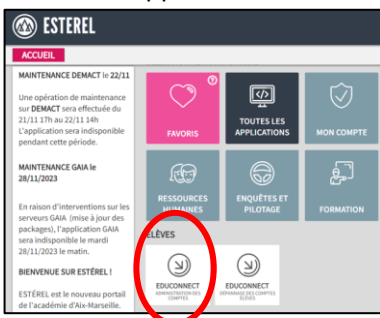 ESTEREL
ACCUEIL
MAINTENANCE DEMACT le 22/11
Une opération de maintenance
sur DEMACT sera effectuée du
21/11 17h au 22/11 14h
L'application sera indisponible
pendant cette période.
MAINTENANCE GAIA le
28/11/2023
En raison d'interventions sur les
serveurs GAIA (mise à jour des
packages), l'application GAIA
sera indisponible le mardi
28/11/2023 le matin.
BIENVENUE SUR ESTÉREL !
ESTÉREL est le nouveau portail
de l'académie d'Aix-Marseille.
FAVORIS
TOUTES LES
APPLICATIONS
MON COMPTE
RESSOURCES
HUMAINES
ENQUÊTES ET
PILOTAGE
FORMATION
ELÈVES
EDUCONNECT
ADMINISTRATION DES
COMPTES
EDUCONNECT
DÉPANNAGE DES COMPTES
ÉLÈVES